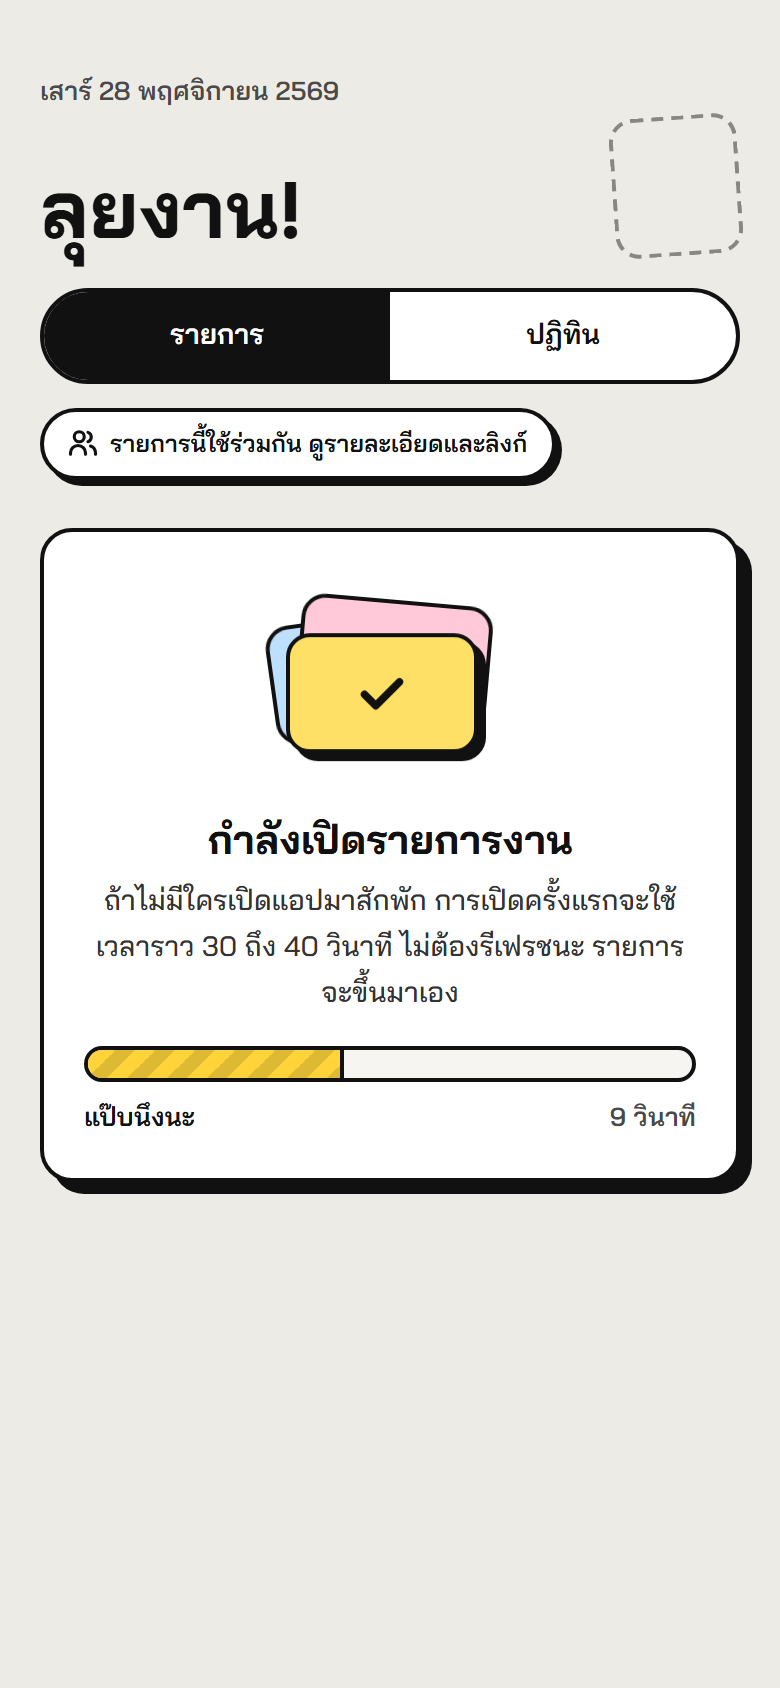 เสาร์ 28 พฤศจิกายน 2569
ลุยงาน!
รายการ
ปฏิทิน
รายการนี้ใช้ร่วมกัน ดูรายละเอียดและลิงก์
กำลังเปิดรายการงาน
ถ้าไม่มีใครเปิดแอปมาสักพัก การเปิดครั้งแรกจะใช้
เวลาราว 30 ถึง 40 วินาที ไม่ต้องรีเฟรชนะ รายการ
จะขึ้นมาเอง
แป๊บนึงนะ
9 วินาที